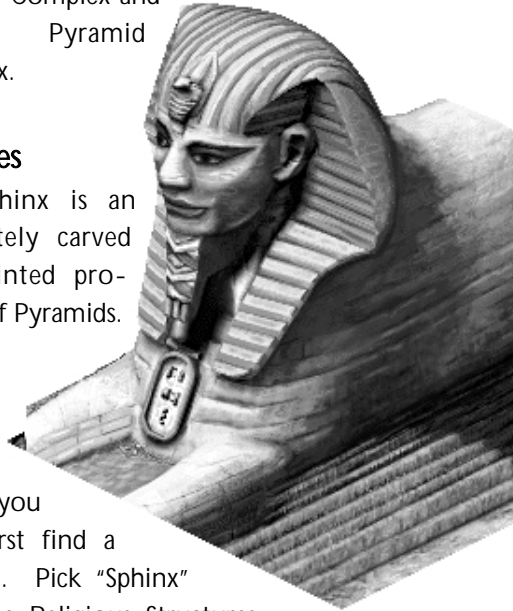 Complex and
Pyramid
x.
es
hinx is an
tely carved
inted pro-
f Pyramids.
you
rst find a
. Pick “Sphinx”
Religious Structures